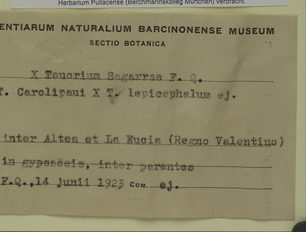 Herbarium Pullacense (Berchmannskolleg München) verbracht.
ENTIARUM NATURALIUM BARCINONENSE MUSEUM
SECTIO BOTANICA
X Teucrium Sagarrae F. Q.
T. Carolipaui X T. lepicephalum ej.
inter Altea et La Nucia (Regno Valentino)
in gypsaceis, inter parentes
F.Q., 14 junii 1923 COM. ej.